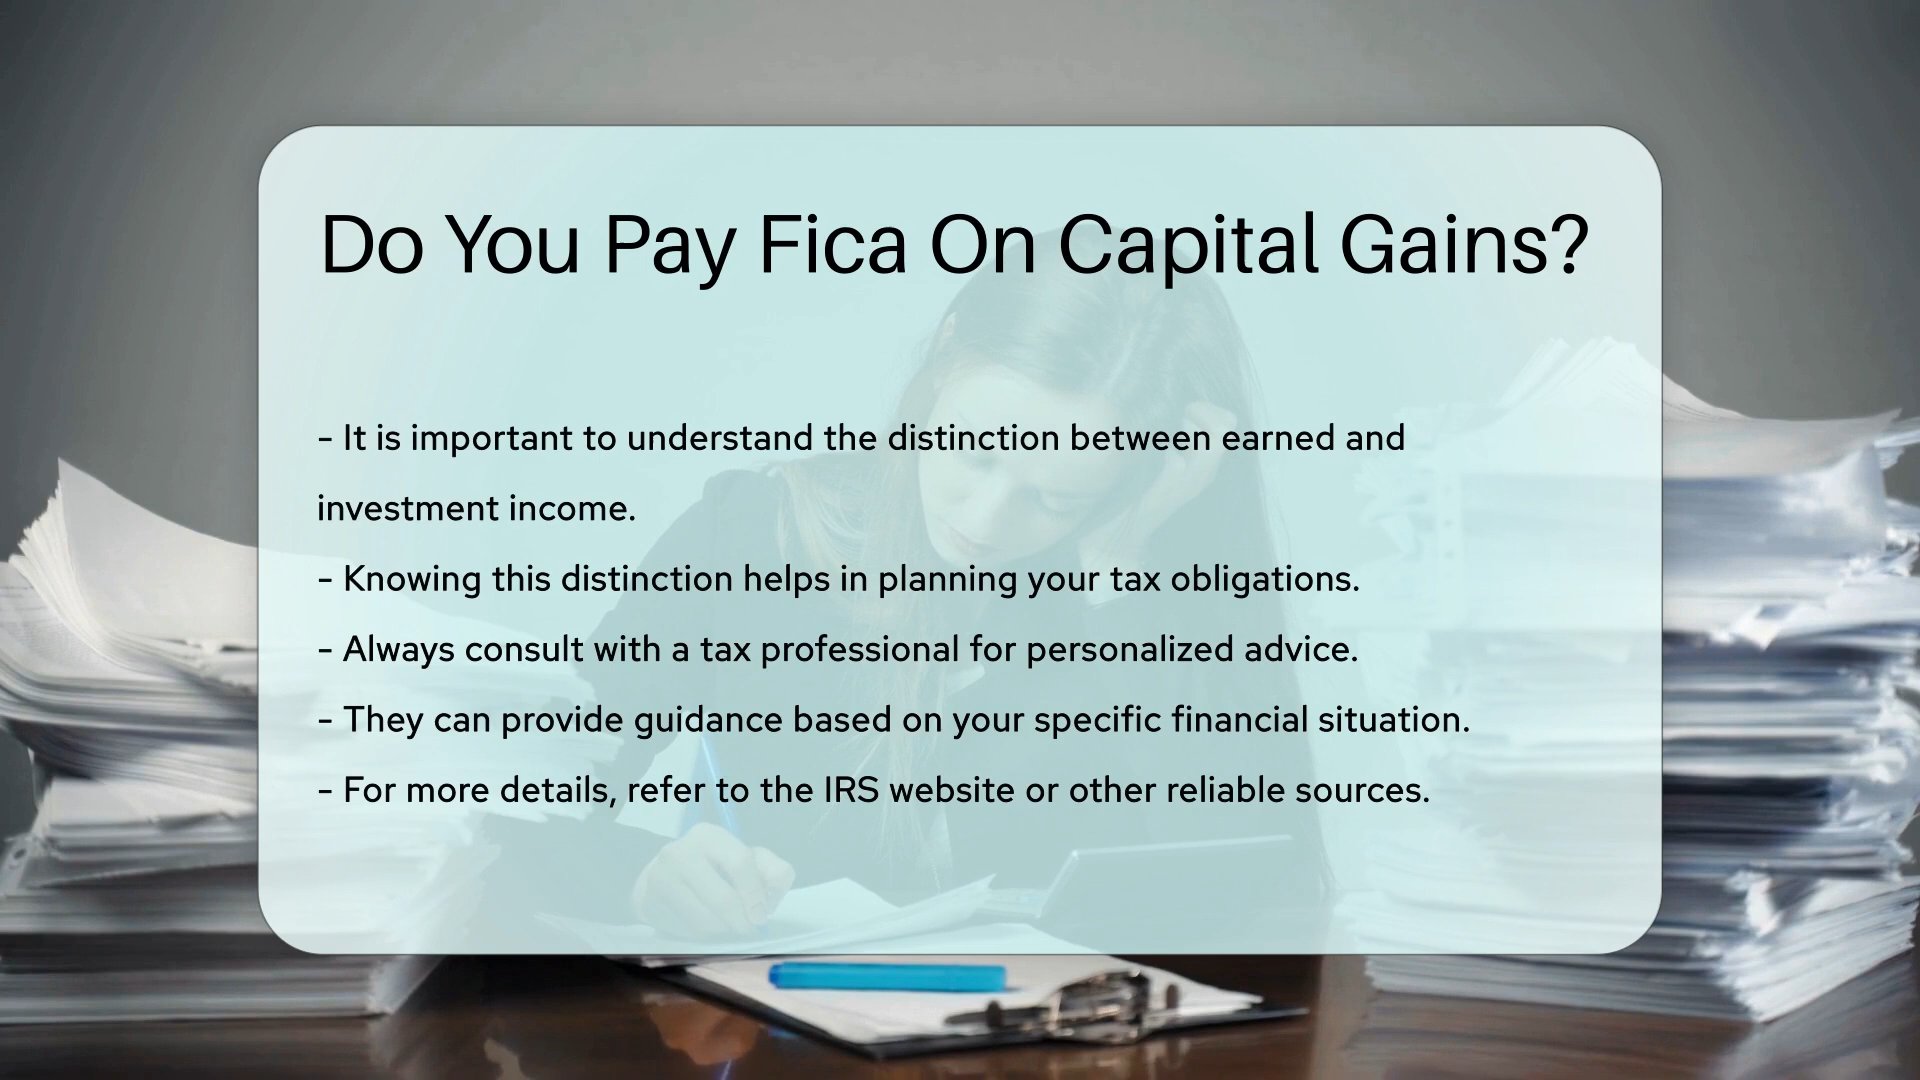 Do You Pay Fica On Capital Gains?
- It is important to understand the distinction between earned and
investment income.
- Knowing this distinction helps in planning your tax obligations.
- Always consult with a tax professional for personalized advice.
- They can provide guidance based on your specific financial situation.
- For more details, refer to the IRS website or other reliable sources.